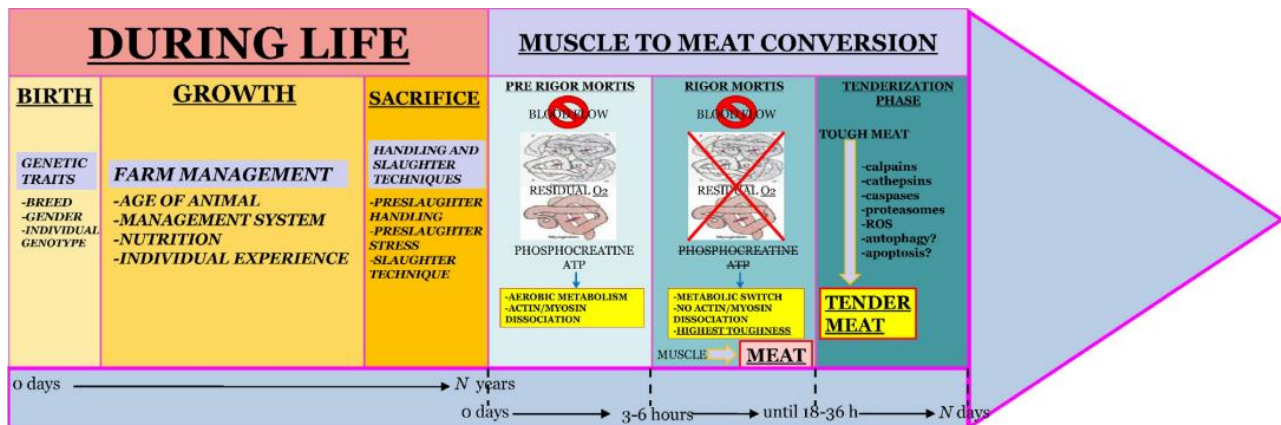 DURING LIFE
MUSCLE TO MEAT CONVERSION
BIRTH
GENETIC
TRAITS
-BREED
-GENDER
-INDIVIDUAL
GENOTYPE
GROWTH
FARM MANAGEMENT
-AGE OF ANIMAL
-MANAGEMENT SYSTEM
-NUTRITION
-INDIVIDUAL EXPERIENCE
SACRIFICE
HANDLING AND
SLAUGHTER
TECHNIQUES
-PRESLAUGHTER
HANDLING
-PRESLAUGHTER
STRESS
-SLAUGHTER
TECHNIQUE
PRE RIGOR MORTIS
BLOOD FLOW
RESIDUAL O2
PHOSPHOCREATINE
ATP
-AEROBIC METABOLISM
-ACTIN/MYOSIN
DISSOCIATION
RIGOR MORTIS
BLOOD FLOW
RESIDUAL O2
PHOSPHOCREATINE
ATP
-METABOLIC SWITCH
-NO ACTIN/MYOSIN
DISSOCIATION
-HIGHEST TOUGHNESS
MUSCLE
MEAT
TENDERIZATION
PHASE
TOUGH MEAT
-calpains
-cathepsins
-caspases
-proteasomes
-ROS
-autophagy?
-apoptosis?
TENDER
MEAT
0 days
N years
0 days
3-6 hours
until 18-36 h
N days